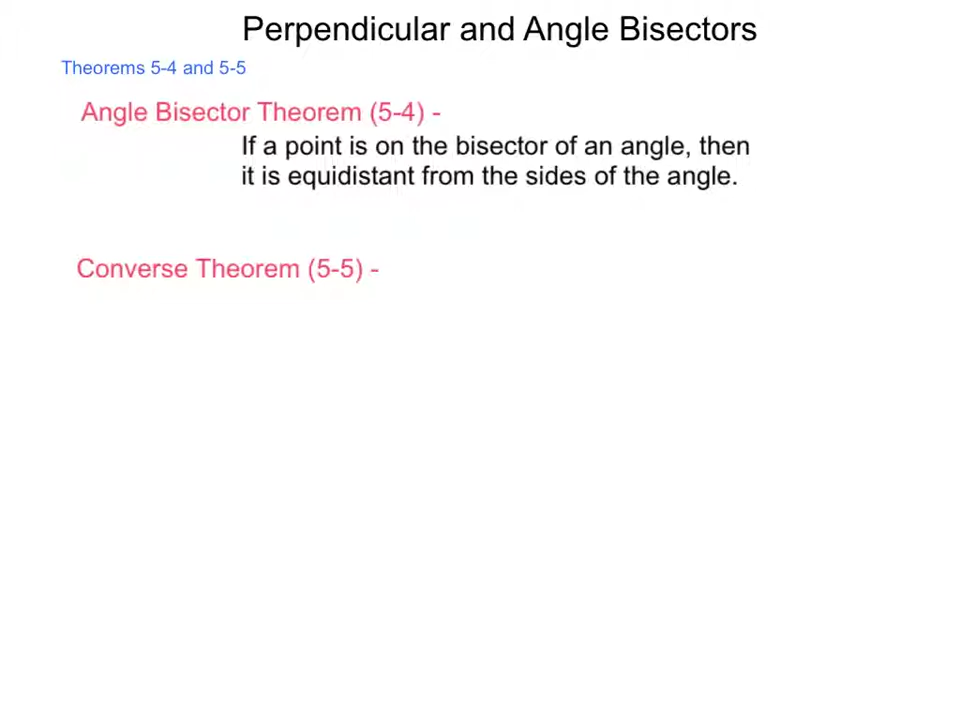 Perpendicular and Angle Bisectors
Theorems 5-4 and 5-5
Angle Bisector Theorem (5-4) -
If a point is on the bisector of an angle, then
it is equidistant from the sides of the angle.
Converse Theorem (5-5) -